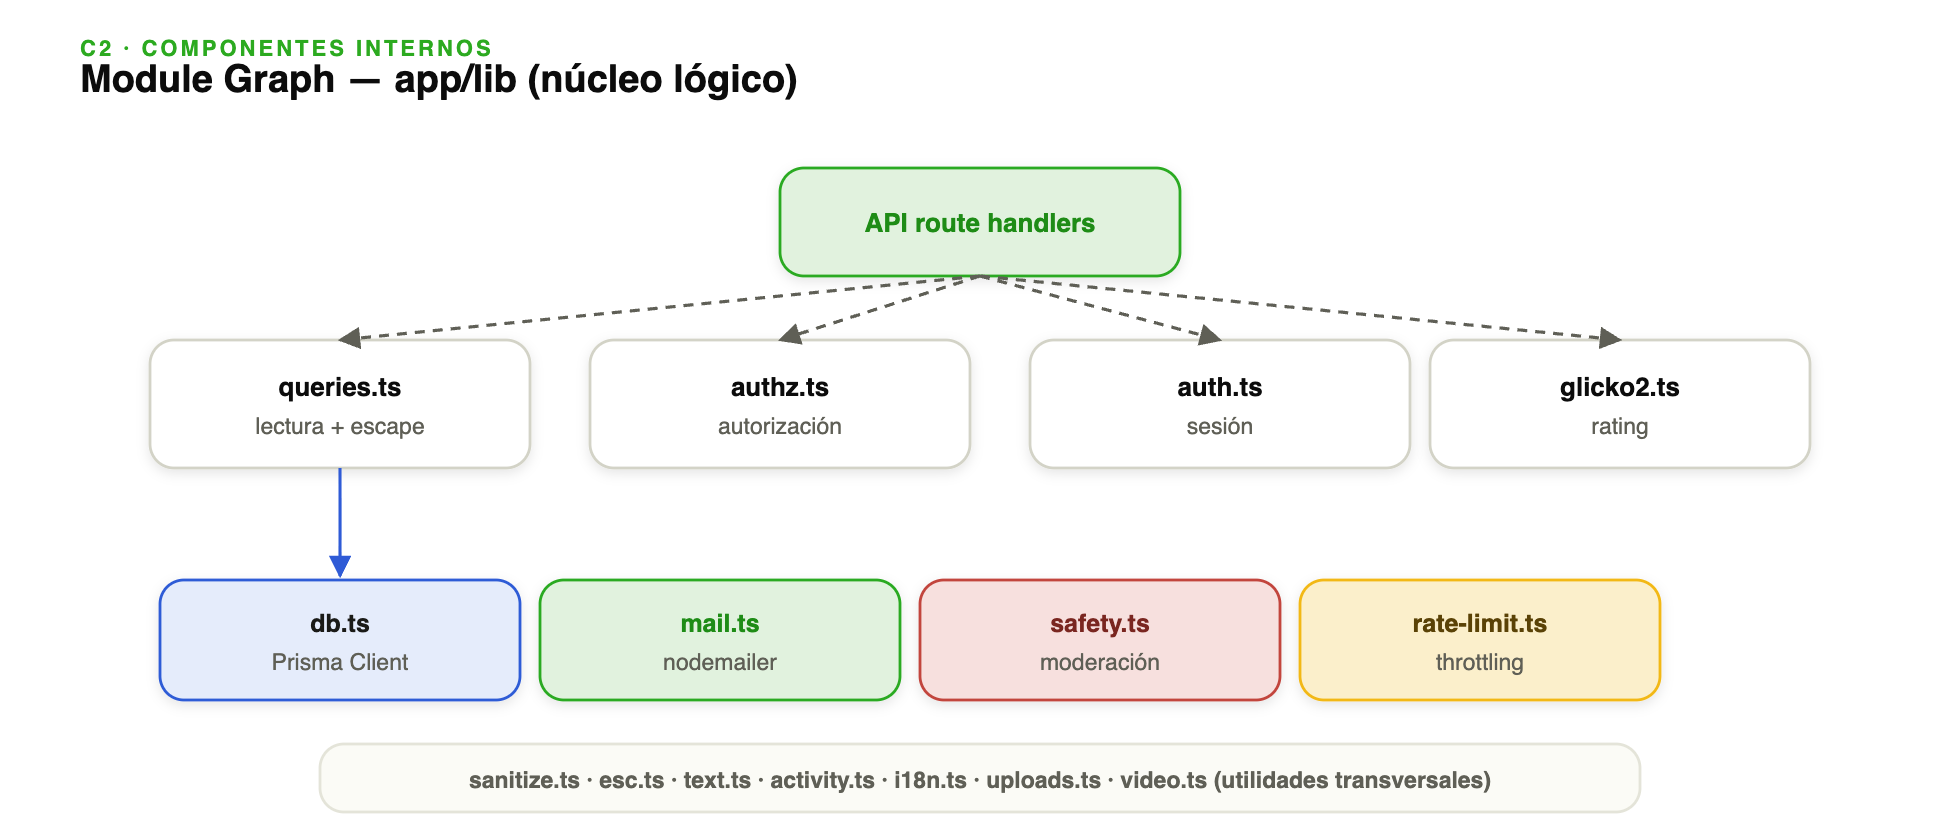 C2 · COMPONENTES INTERNOS
Module Graph — app/lib (núcleo lógico)
API route handlers
queries.ts
lectura + escape
authz.ts
autorización
auth.ts
sesión
glicko2.ts
rating
db.ts
Prisma Client
mail.ts
nodemailer
safety.ts
moderación
rate-limit.ts
throttling
sanitize.ts · esc.ts · text.ts · activity.ts · i18n.ts · uploads.ts · video.ts (utilidades transversales)